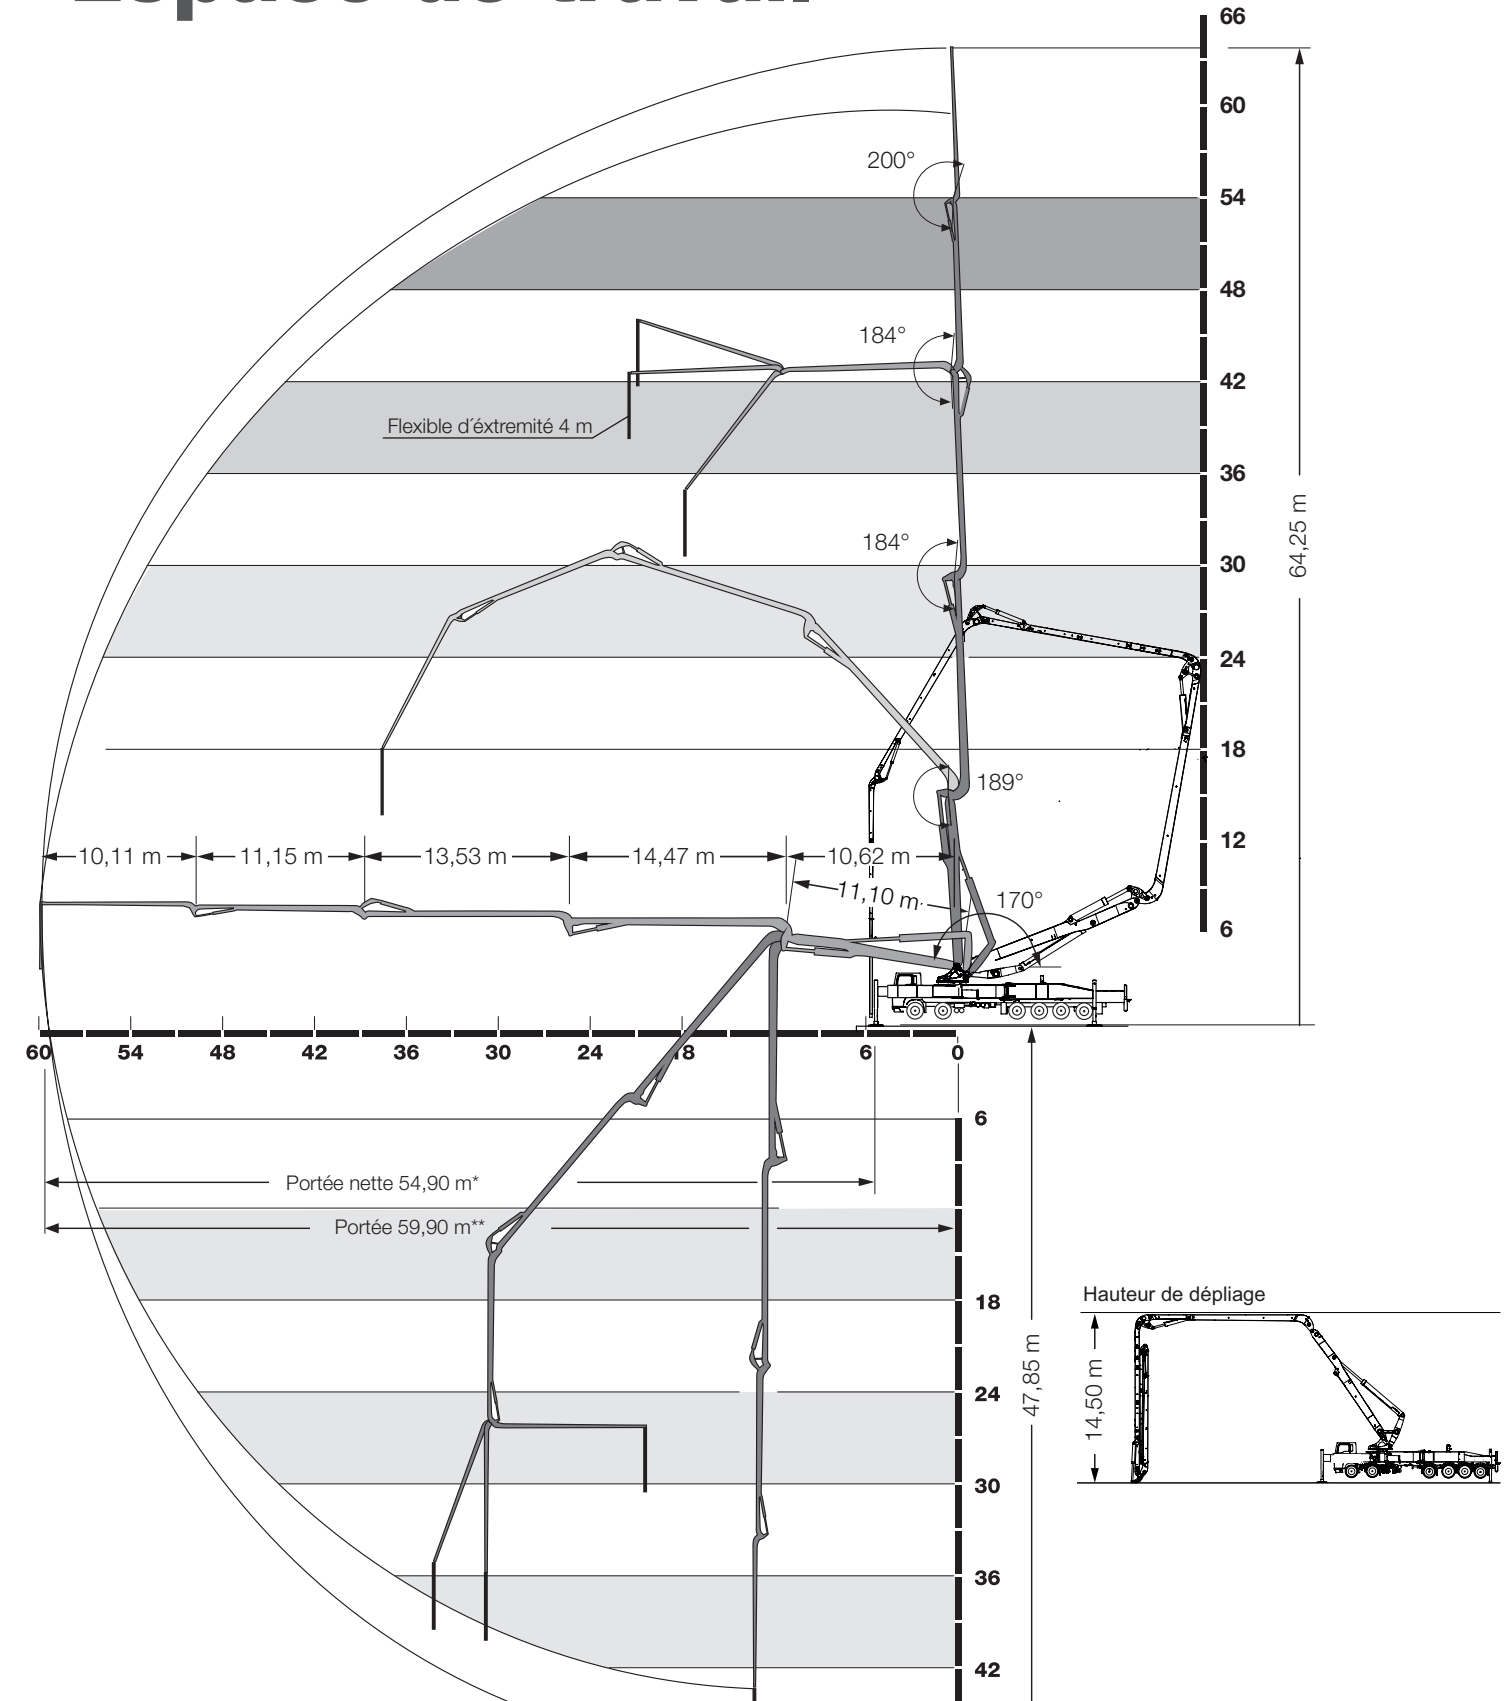 Espace de travail
66
60
200°
54
48
184°
42
Flexible d´éxtremité 4 m
36
184°
30
64,25 m
24
18
189°
12
10,11 m
11,15 m
13,53 m
14,47 m
10,62 m
11,10 m
170°
6
60
54
48
42
36
30
24
18
6
0
6
Portée nette 54,90 m*
Portée 59,90 m**
18
Hauteur de dépliage
47,85 m
14,50 m
24
30
36
42